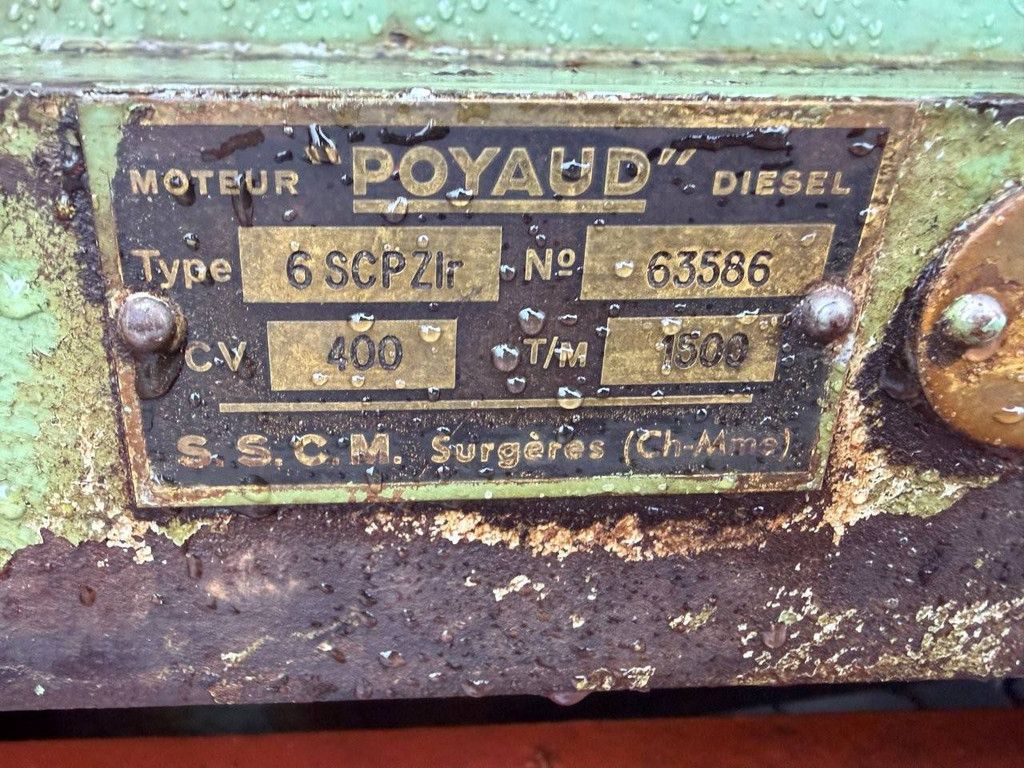 MOTEUR "POYAUD" DIESEL
Type 6 SCPZlr Nº 63586
CV 400 T/M 1500
S.S.C.M. Surgères (Ch-Mme)